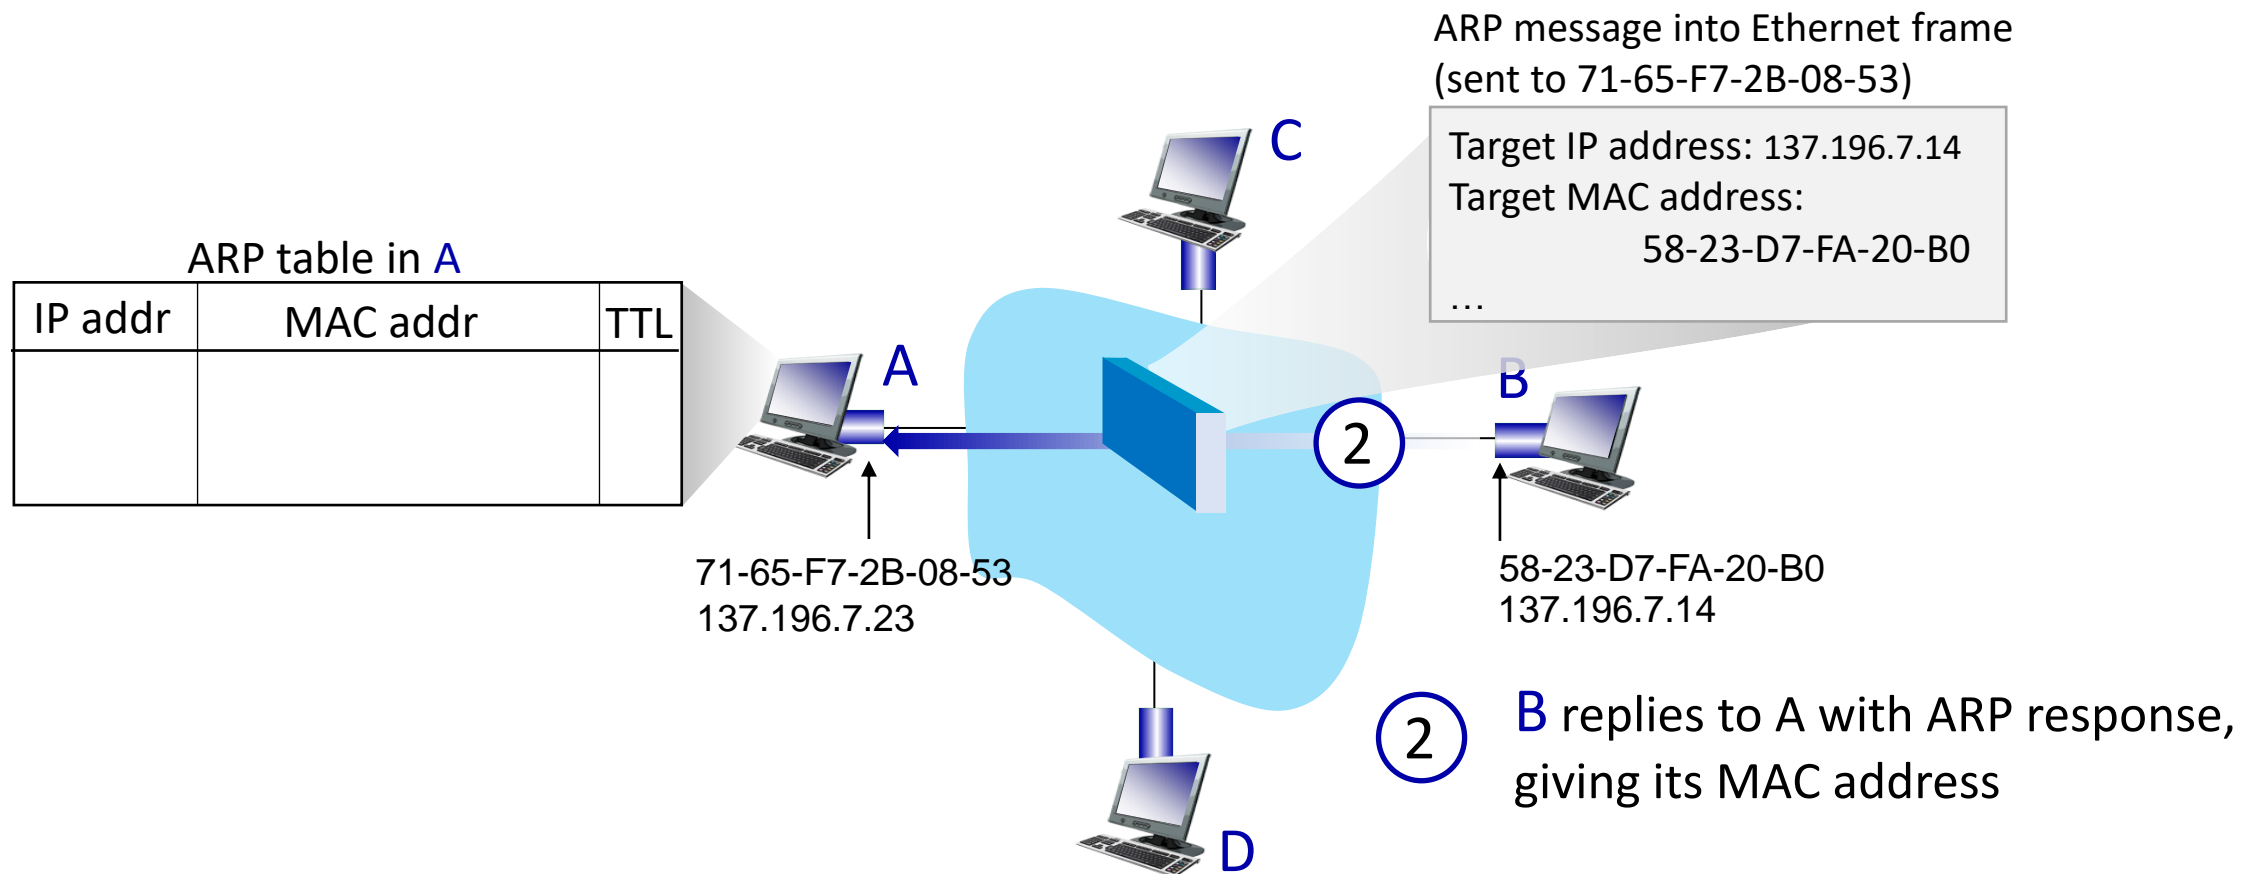 ARP message into Ethernet frame
(sent to 71-65-F7-2B-08-53)
Target IP address: 137.196.7.14
Target MAC address:
58-23-D7-FA-20-B0
…
C
ARP table in A
IP addr MAC addr TTL
A
B
2
71-65-F7-2B-08-53
137.196.7.23
58-23-D7-FA-20-B0
137.196.7.14
2 B replies to A with ARP response,
giving its MAC address
D